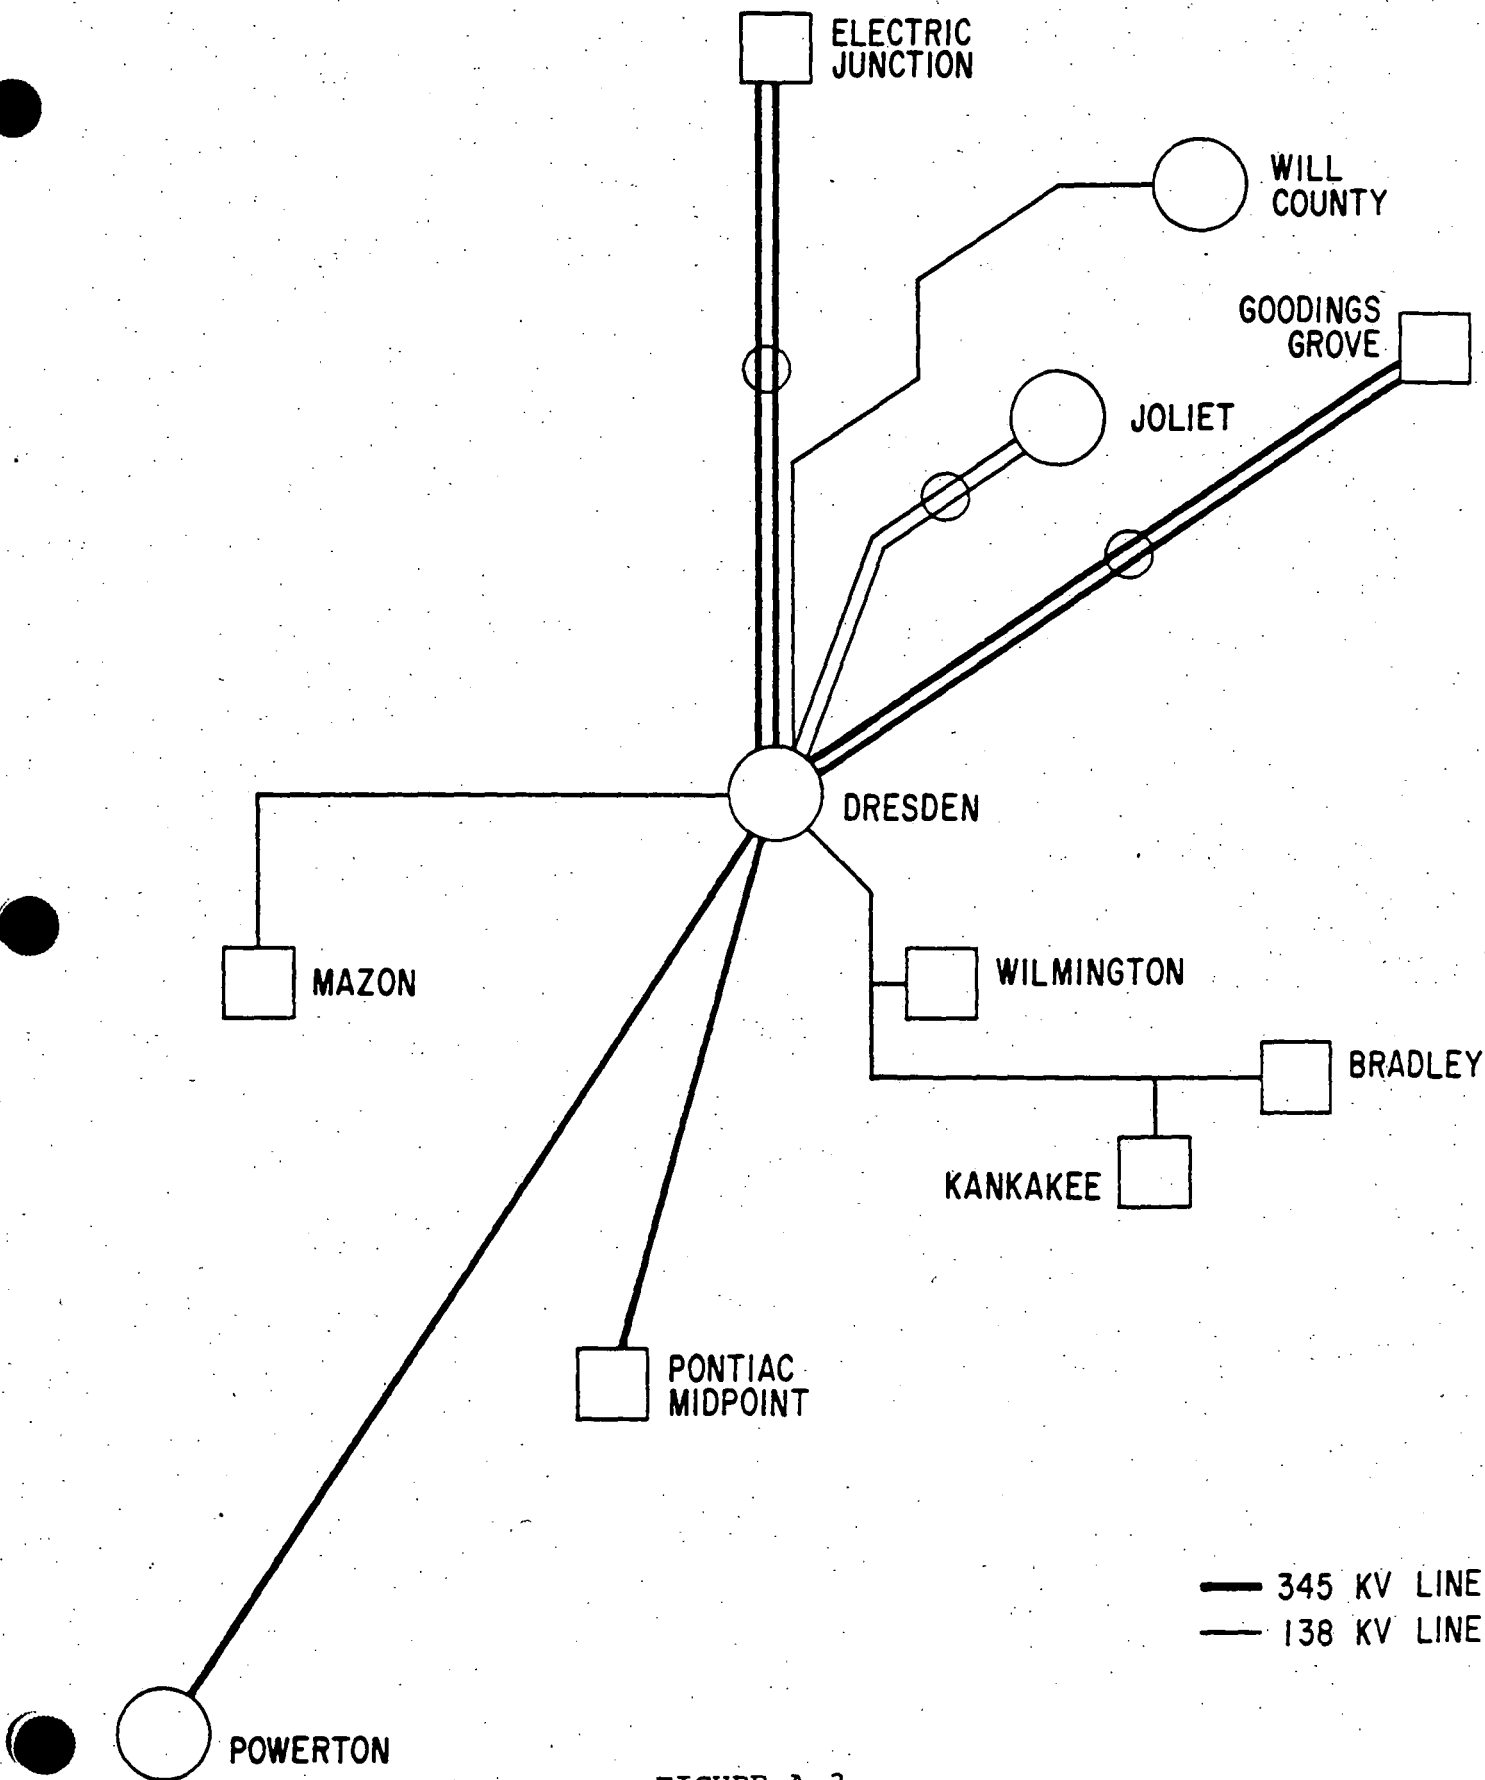 ELECTRIC
JUNCTION
WILL
COUNTY
GOODINGS
GROVE
JOLIET
DRESDEN
MAZON
WILMINGTON
BRADLEY
KANKAKEE
PONTIAC
MIDPOINT
345 KV LINE
138 KV LINE
POWERTON